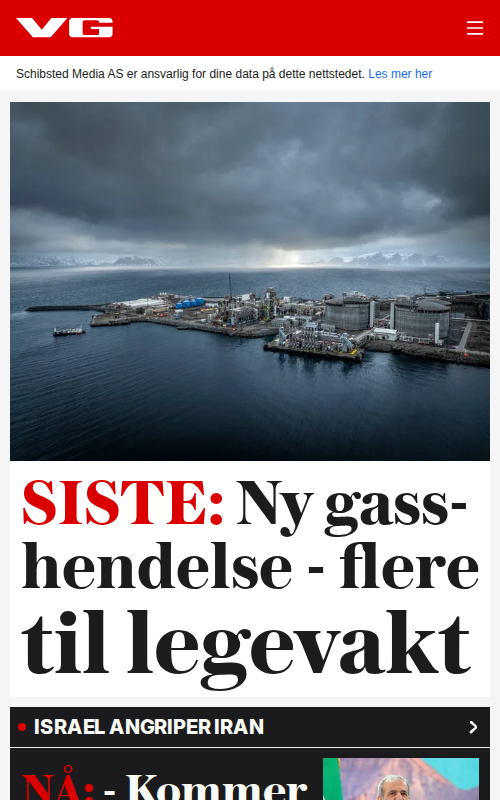 VG
Schibsted Media AS er ansvarlig for dine data på dette nettstedet. Les mer her
SISTE: Ny gass-
hendelse - flere
til legevakt
ISRAEL ANGRIPER IRAN
NÅ: - Kommer